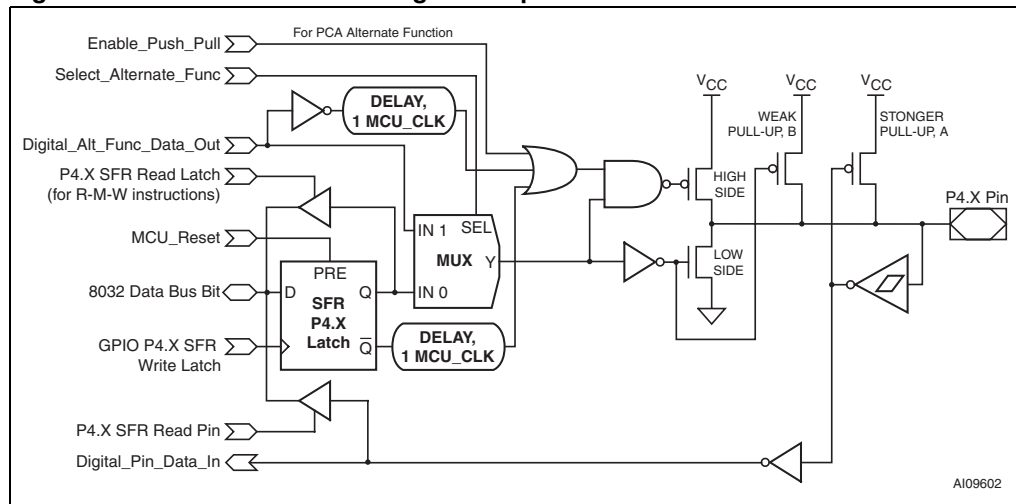 For PCA Alternate Function
Enable_Push_Pull
Select_Alternate_Func
DELAY,
1 MCU_CLK
Digital_Alt_Func_Data_Out
P4.X SFR Read Latch
(for R-M-W instructions)
MCU_Reset
8032 Data Bus Bit
GPIO P4.X SFR
Write Latch
P4.X SFR Read Pin
Digital_Pin_Data_In
PRE
D
Q
SFR
P4.X
Latch
Q
DELAY,
1 MCU_CLK
IN 1
SEL
MUX
Y
IN 0
VCC
VCC
VCC
WEAK
PULL-UP, B
STONGER
PULL-UP, A
HIGH
SIDE
LOW
SIDE
P4.X Pin
AI09602